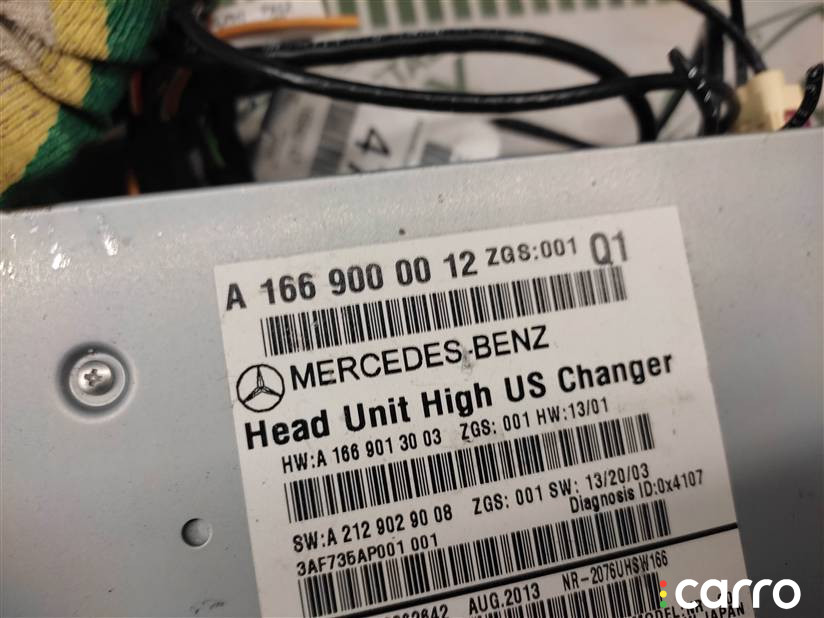 A 166 900 00 12 ZGS:001 Q1
MERCEDES-BENZ
Head Unit High US Changer
HW:A 166 901 30 03 ZGS: 001 HW:13/01
SW:A 212 902 90 08 ZGS: 001 SW: 13/20/03
3AF735AP001 001 Diagnosis ID:0x4107
AUG.2013 NR-2076UHSW166
carro